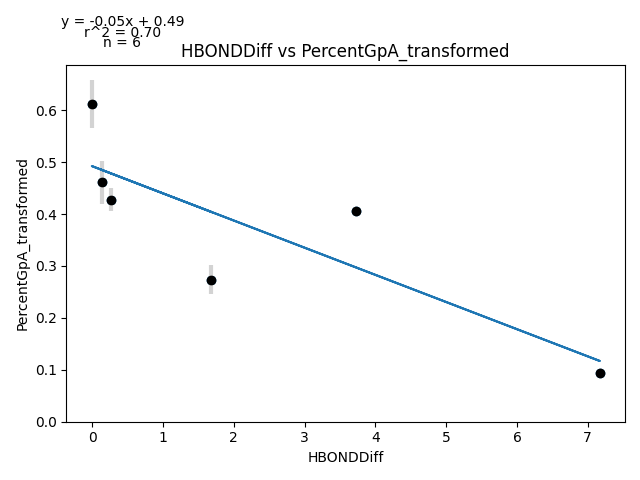 y = -0.05x + 0.49
r^2 = 0.70
n = 6
HBONDDiff vs PercentGpA_transformed
PercentGpA_transformed
0.6
0.5
0.4
0.3
0.2
0.1
0.0
0 1 2 3 4 5 6 7
HBONDDiff